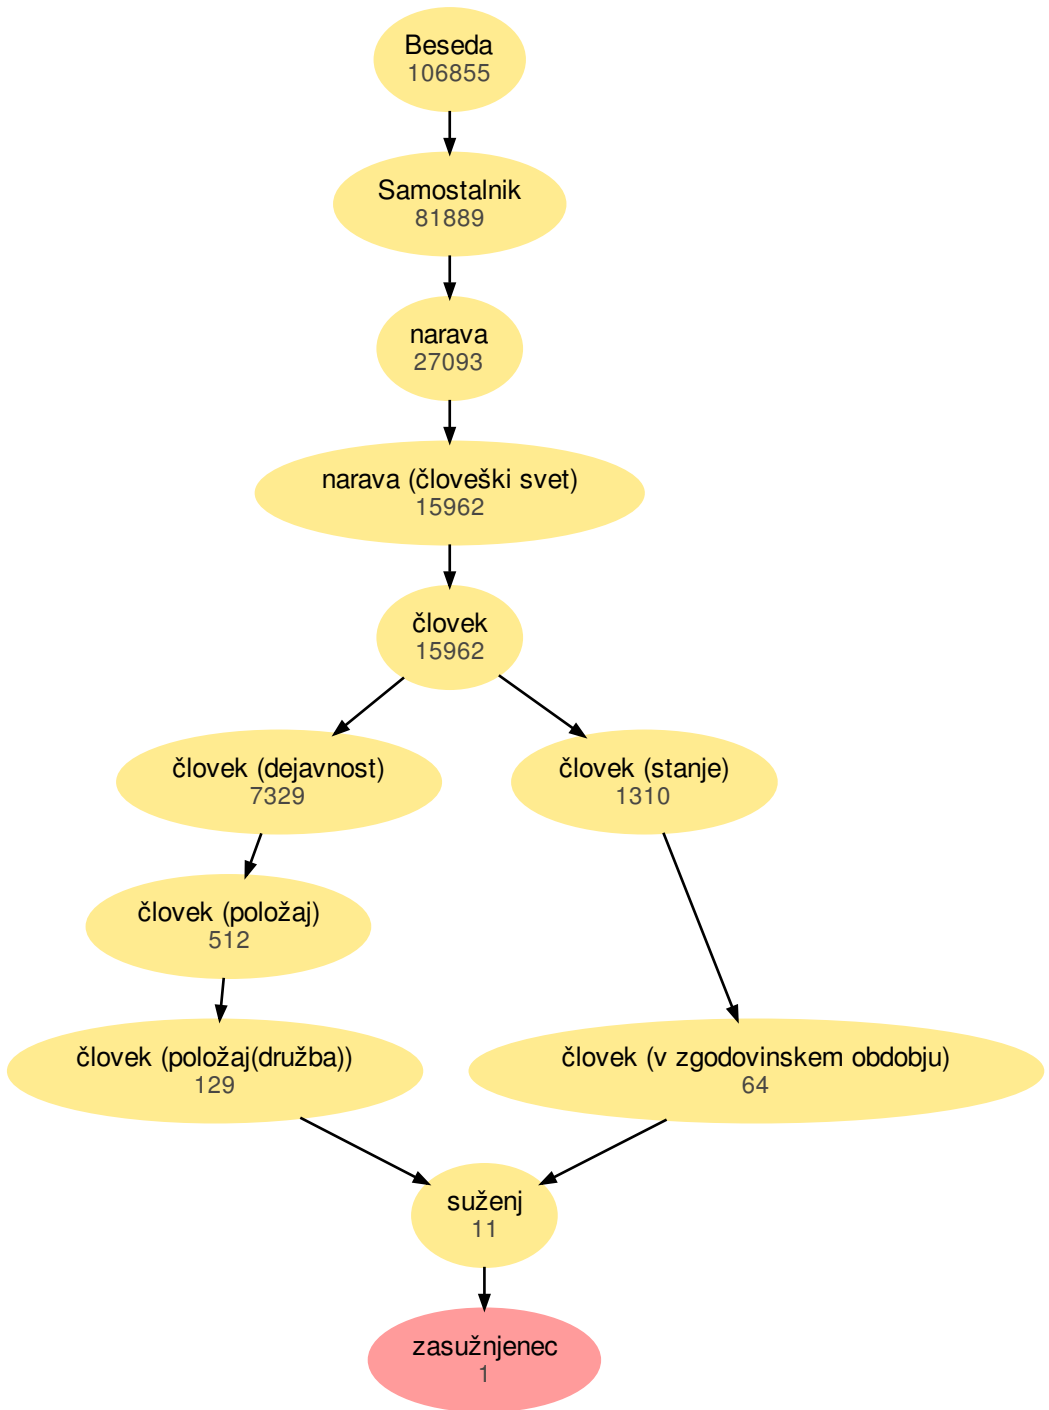 Beseda
106855
Samostalnik
81889
narava
27093
narava (človeški svet)
15962
človek
15962
človek (dejavnost)
7329
človek (stanje)
1310
človek (položaj)
512
človek (položaj(družba))
129
človek (v zgodovinskem obdobju)
64
suženj
11
zasužnjenec
1